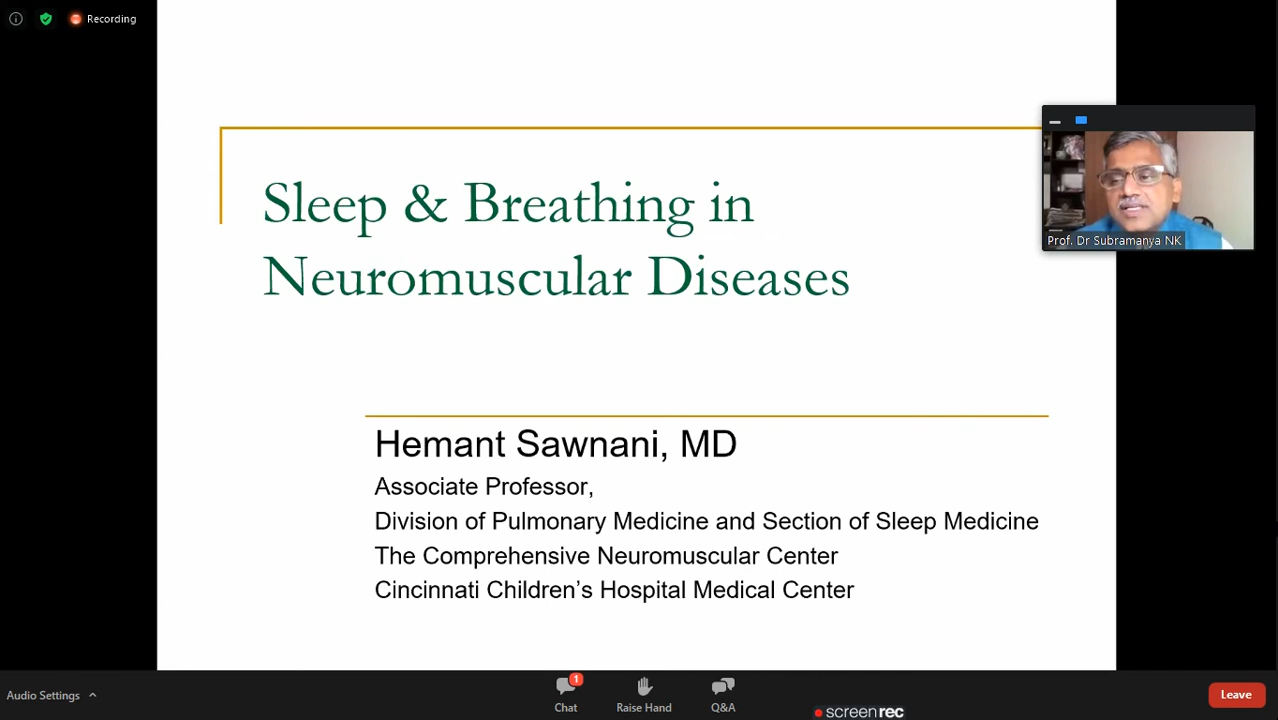 Recording
Sleep & Breathing in
Neuromuscular Diseases
Prof. Dr Subramanya NK
Hemant Sawnani, MD
Associate Professor,
Division of Pulmonary Medicine and Section of Sleep Medicine
The Comprehensive Neuromuscular Center
Cincinnati Children’s Hospital Medical Center
Audio Settings
1
Chat
Raise Hand
Q&A
Leave
screenrec